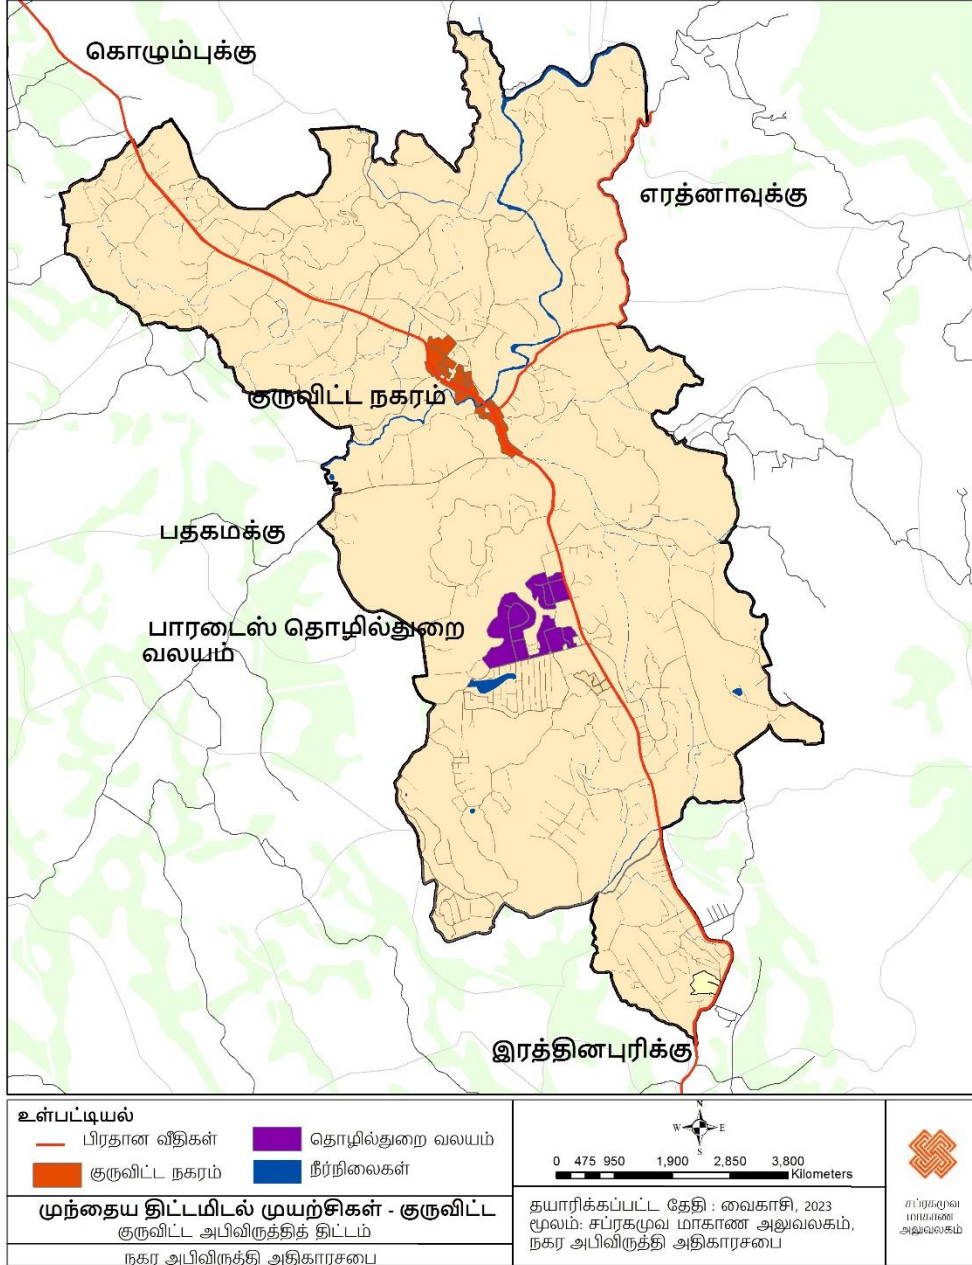 கொழும்புக்கு
எரத்னாவுக்கு
குருவிட்ட நகரம்
பதகமக்கு
பாரடைஸ் தொழில்துறை
வலயம்
இரத்தினபுரிக்கு
உள்பட்டியல்
பிரதான வீதிகள்
தொழில்துறை வலயம்
குருவிட்ட நகரம்
நீர்நிலைகள்
முந்தைய திட்டமிடல் முயற்சிகள் - குருவிட்ட
குருவிட்ட அபிவிருத்தித் திட்டம்
நகர அபிவிருத்தி அதிகாரசபை
N
W E
S
0 475 950 1,900 2,850 3,800
Kilometers
தயாரிக்கப்பட்ட தேதி : வைகாசி, 2023
மூலம்: சப்ரகமுவ மாகாண அலுவலகம்,
நகர அபிவிருத்தி அதிகாரசபை
சப்ரகமுவ
மாகாண
அலுவலகம்